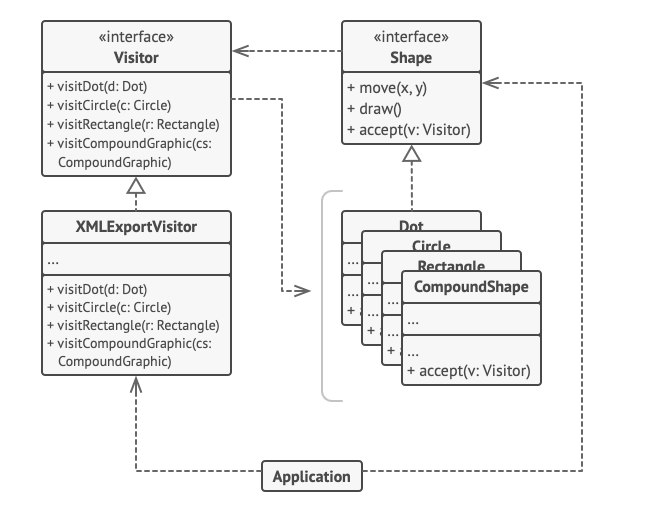 «interface»
Visitor
+ visitDot(d: Dot)
+ visitCircle(c: Circle)
+ visitRectangle(r: Rectangle)
+ visitCompoundGraphic(cs:
CompoundGraphic)
«interface»
Shape
+ move(x, y)
+ draw()
+ accept(v: Visitor)
XMLExportVisitor
...
+ visitDot(d: Dot)
+ visitCircle(c: Circle)
+ visitRectangle(r: Rectangle)
+ visitCompoundGraphic(cs:
CompoundGraphic)
Dot
...
...
+
Circle
...
...
+
Rectangle
...
...
+
CompoundShape
...
...
+ accept(v: Visitor)
Application